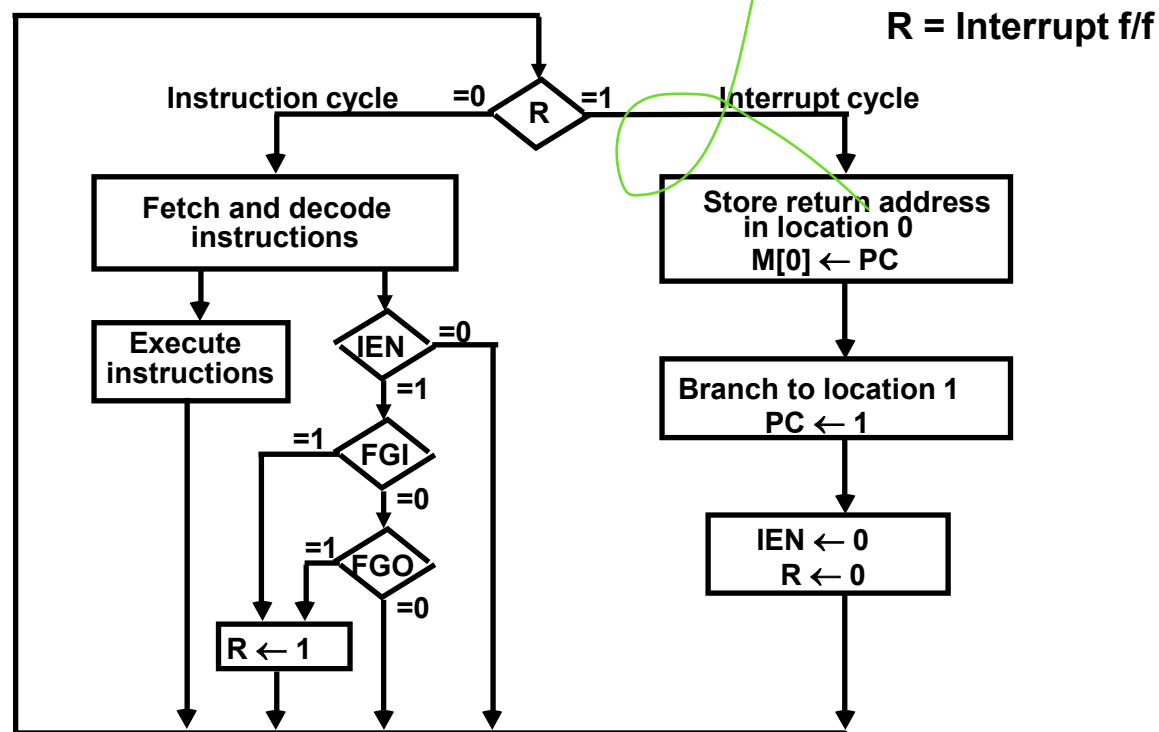 R = Interrupt f/f
Instruction cycle
=0
R
=1
Interrupt cycle
Fetch and decode
instructions
Store return address
in location 0
M[0] ← PC
Execute
instructions
IEN
=0
=1
Branch to location 1
PC ← 1
=1
FGI
=0
=1
FGO
=0
IEN ← 0
R ← 0
R ← 1